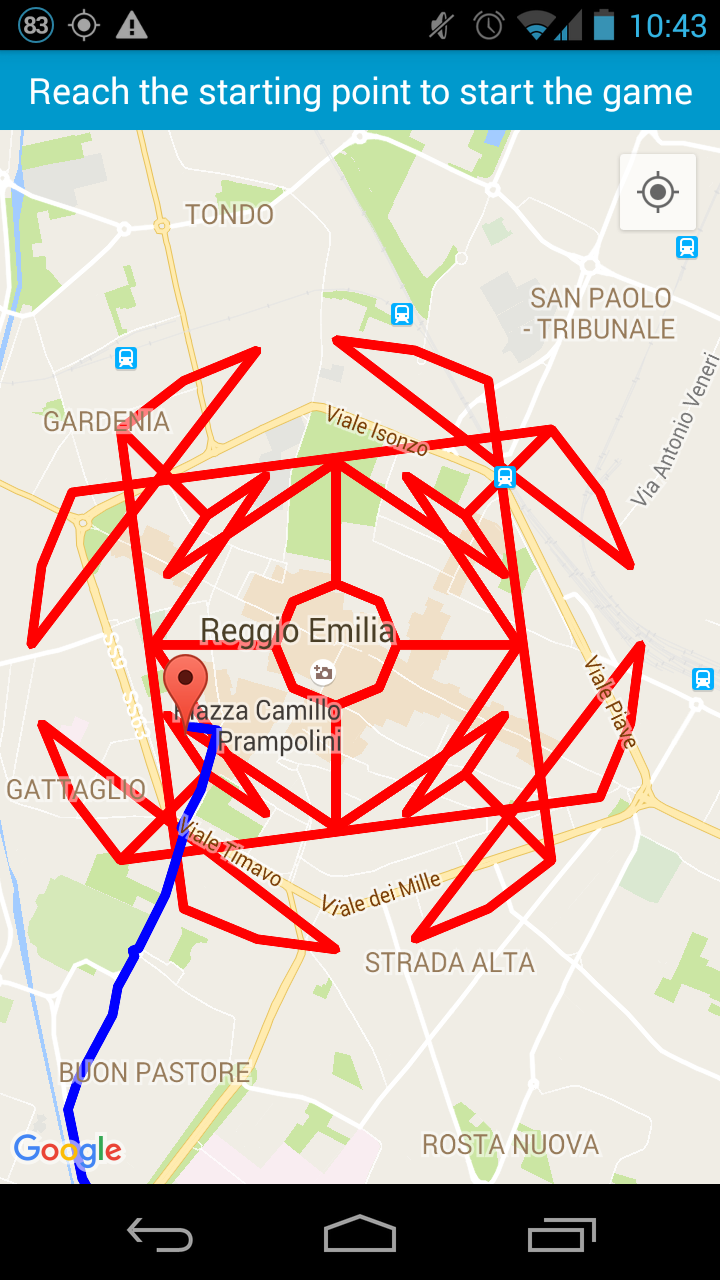 83
10:43
Reach the starting point to start the game
TONDO
SAN PAOLO
- TRIBUNALE
Via Antonio Veneri
GARDENIA
Viale Isonzo
Reggio Emilia
SS9
SS63
Piazza Camillo
Prampolini
Viale Piave
GATTAGLIO
Viale Timavo
Viale dei Mille
STRADA ALTA
BUON PASTORE
Google
ROSTA NUOVA